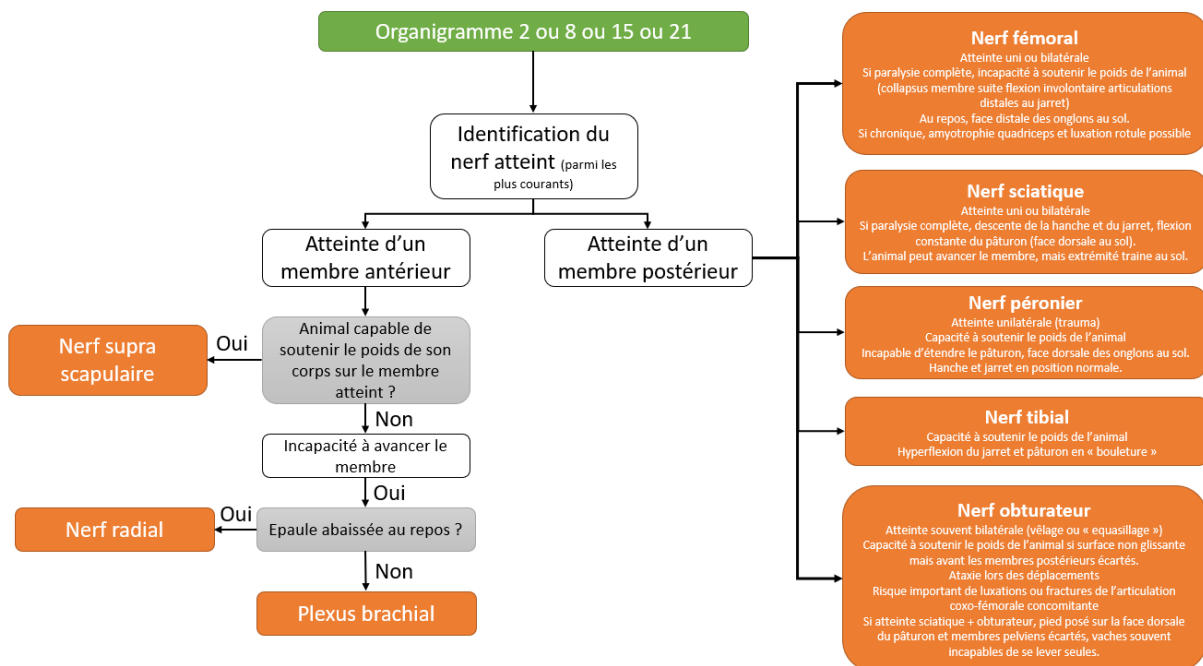 Organigramme 2 ou 8 ou 15 ou 21
Identification du
nerf atteint (parmi les
plus courants)
Atteinte d'un
membre antérieur
Atteinte d'un
membre postérieur
Animal capable de
soutenir le poids de son
corps sur le membre
atteint ?
Oui
Nerf supra
scapulaire
Non
Incapacité à avancer le
membre
Oui
Epaule abaissée au repos ?
Oui
Nerf radial
Non
Plexus brachial
Nerf fémoral
Atteinte uni ou bilatérale
Si paralysie complète, incapacité à soutenir le poids de l'animal
(collapsus membre suite flexion involontaire articulations
distales au jarret)
Au repos, face distale des onglons au sol.
Si chronique, amyotrophie quadriceps et luxation rotule possible
Nerf sciatique
Atteinte uni ou bilatérale
Si paralysie complète, descente de la hanche et du jarret, flexion
constante du pâturon (face dorsale au sol).
L'animal peut avancer le membre, mais extrémité traine au sol.
Nerf péronier
Atteinte unilatérale (trauma)
Capacité à soutenir le poids de l'animal
Incapable d'étendre le pâturon, face dorsale des onglons au sol.
Hanche et jarret en position normale.
Nerf tibial
Capacité à soutenir le poids de l'animal
Hyperflexion du jarret et pâturon en « bouleture »
Nerf obturateur
Atteinte souvent bilatérale (vêlage ou « equasillage »)
Capacité à soutenir le poids de l'animal si surface non glissante
mais avant les membres postérieurs écartés.
Ataxie lors des déplacements
Risque important de luxations ou fractures de l'articulation
coxo-fémorale concomitante
Si atteinte sciatique + obturateur, pied posé sur la face dorsale
du pâturon et membres pelviens écartés, vaches souvent
incapables de se lever seules.